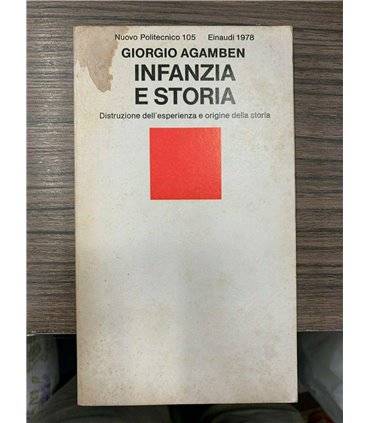 Nuovo Politecnico 105 Einaudi 1978
GIORGIO AGAMBEN
INFANZIA
E STORIA
Distruzione dell'esperienza e origine della storia